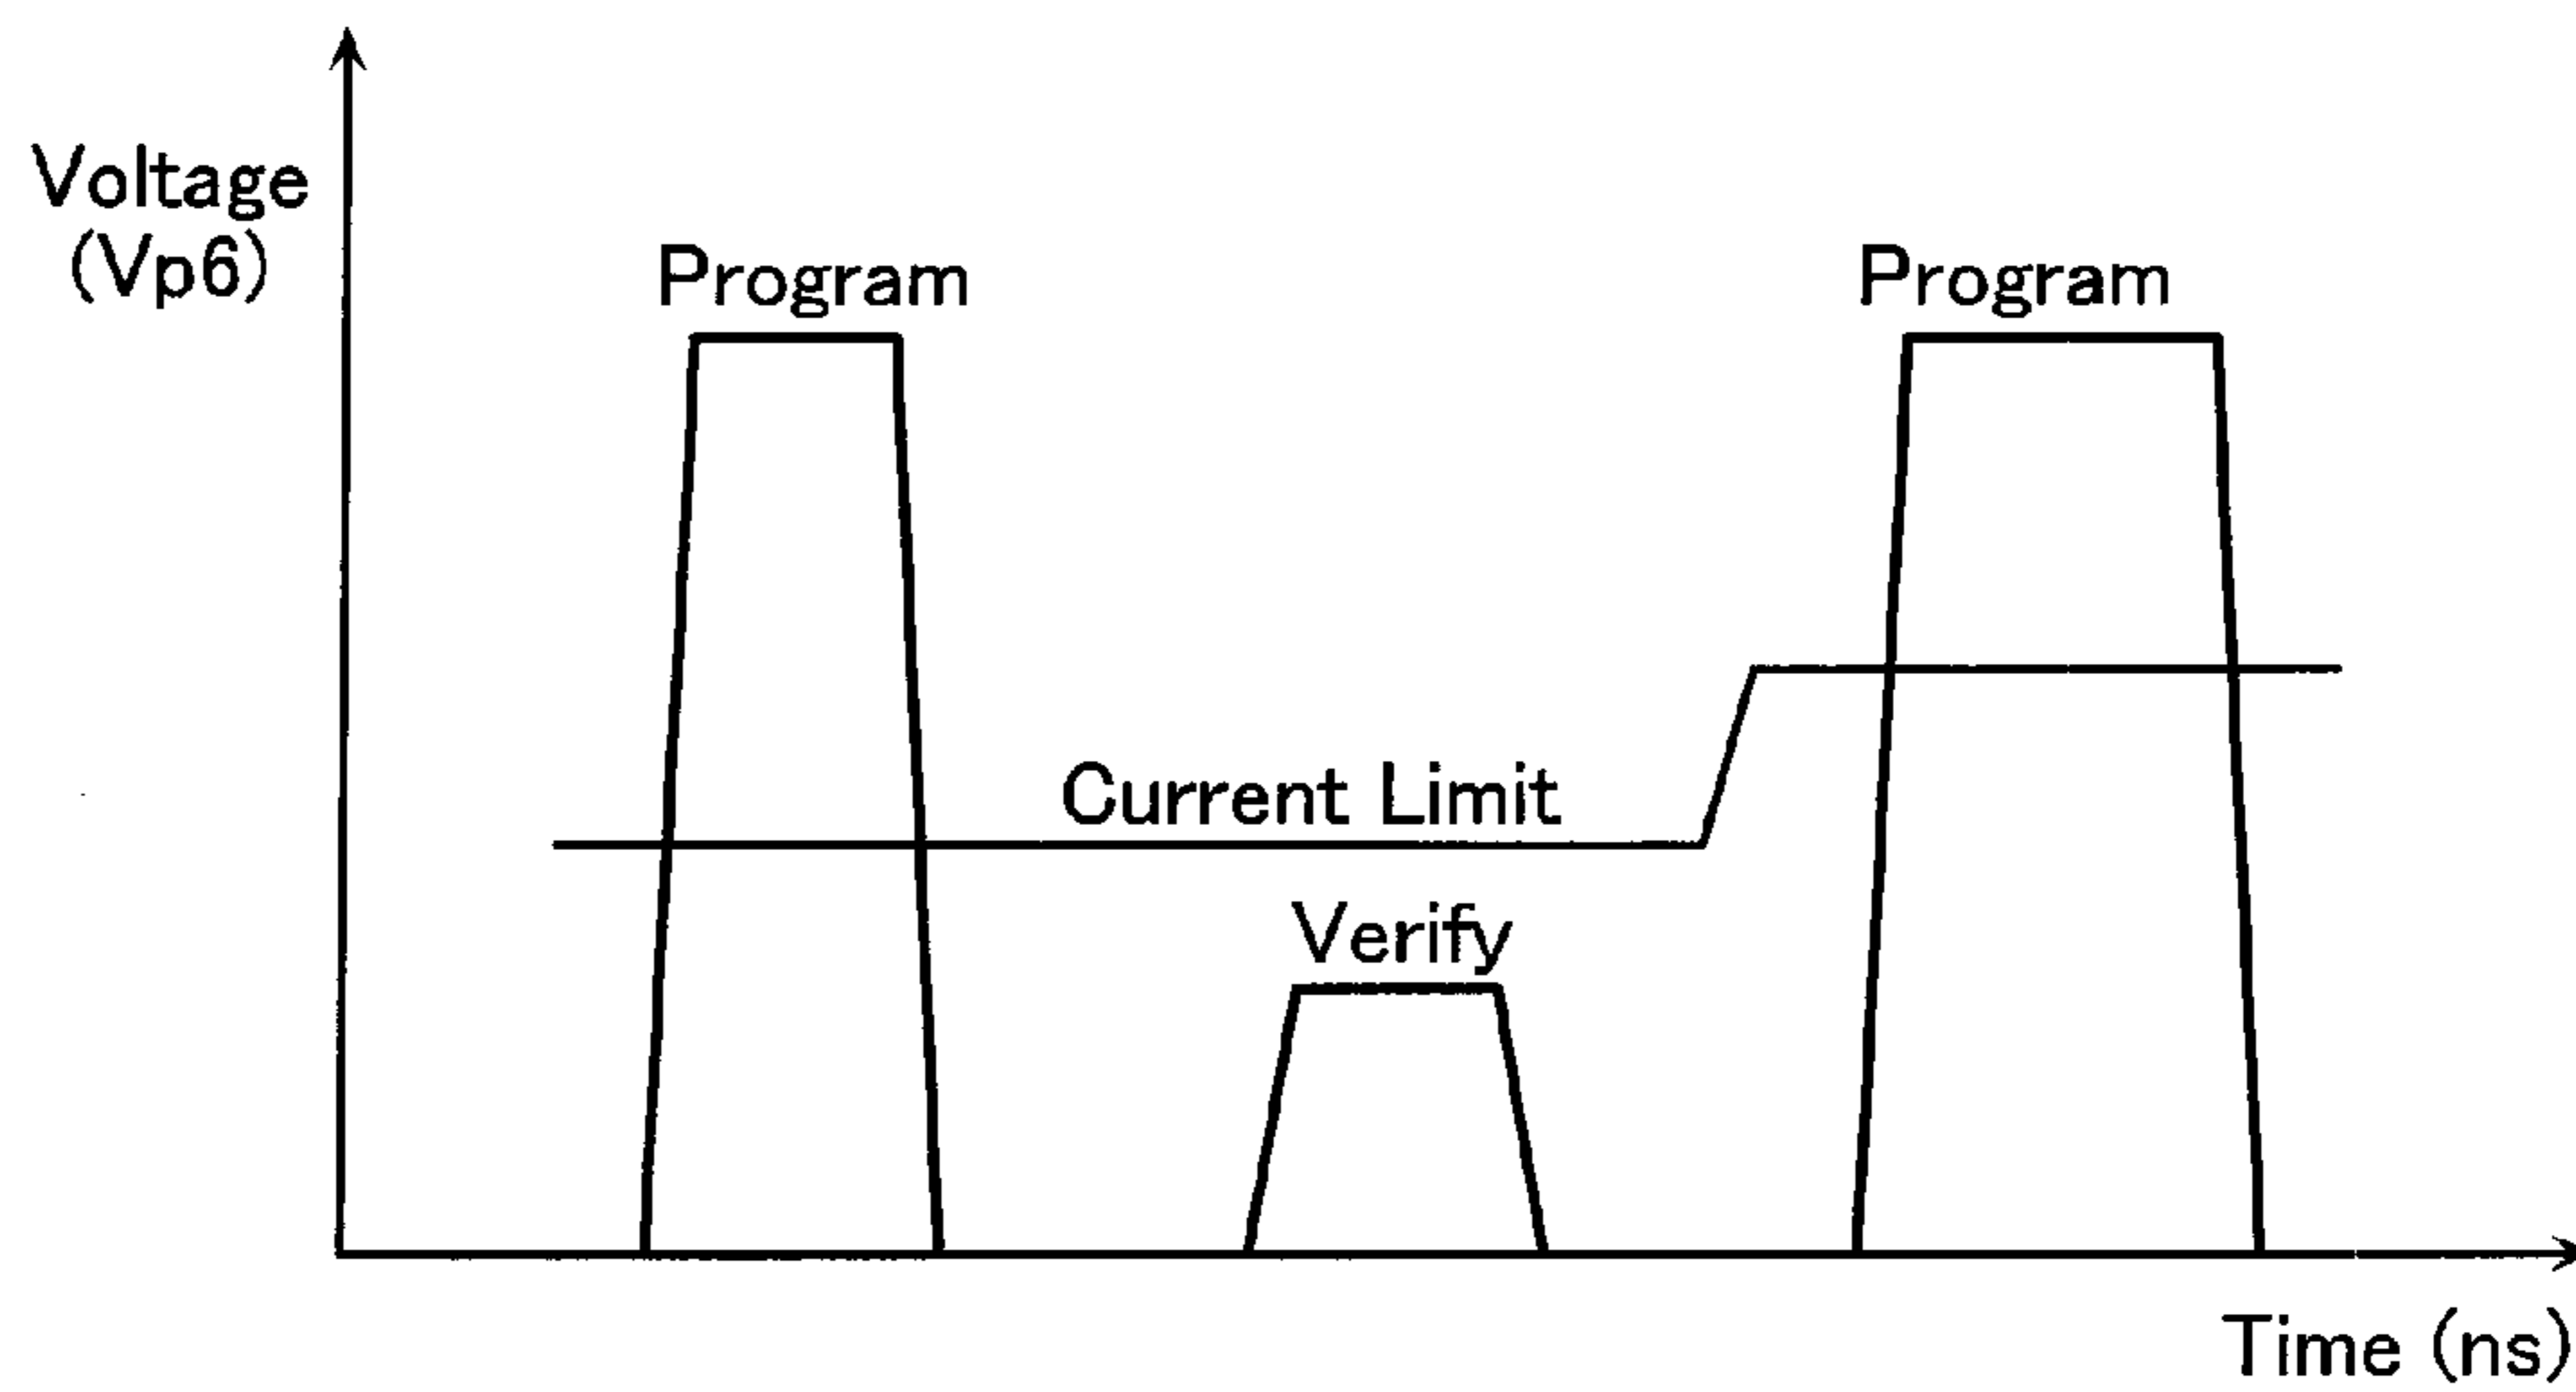 Voltage
(Vp6)
Program
Program
Current Limit
Verify
Time (ns)